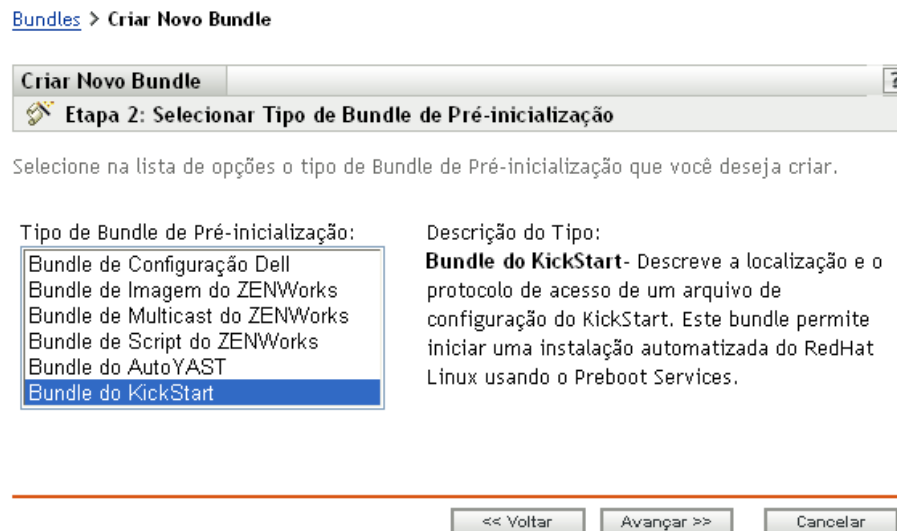 Bundles > Criar Novo Bundle
Criar Novo Bundle
?
Etapa 2: Selecionar Tipo de Bundle de Pré-inicialização
Selecione na lista de opções o tipo de Bundle de Pré-inicialização que você deseja criar.
Tipo de Bundle de Pré-inicialização:
Bundle de Configuração Dell
Bundle de Imagem do ZENWorks
Bundle de Multicast do ZENWorks
Bundle de Script do ZENWorks
Bundle do AutoYAST
Bundle do KickStart
Descrição do Tipo:
Bundle do KickStart- Descreve a localização e o
protocolo de acesso de um arquivo de
configuração do KickStart. Este bundle permite
iniciar uma instalação automatizada do RedHat
Linux usando o Preboot Services.
<< Voltar
Avançar >>
Cancelar